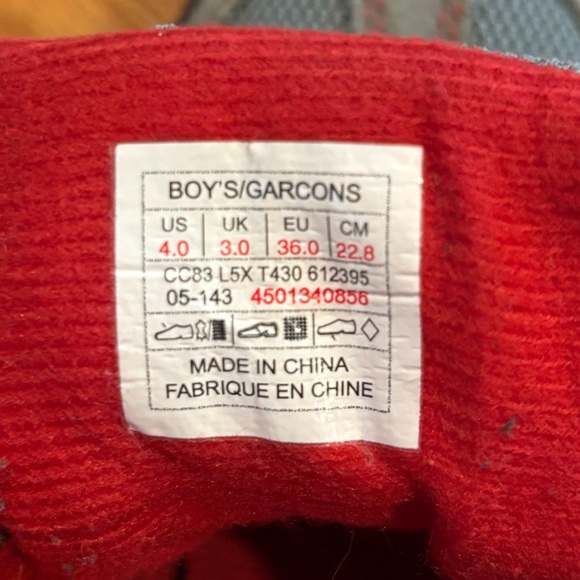 BOY'S/GARCONS
US UK EU CM
4.0 3.0 36.0 22.8
CC83 L5X T430 612395
05-143 4501340856
MADE IN CHINA
FABRIQUE EN CHINE